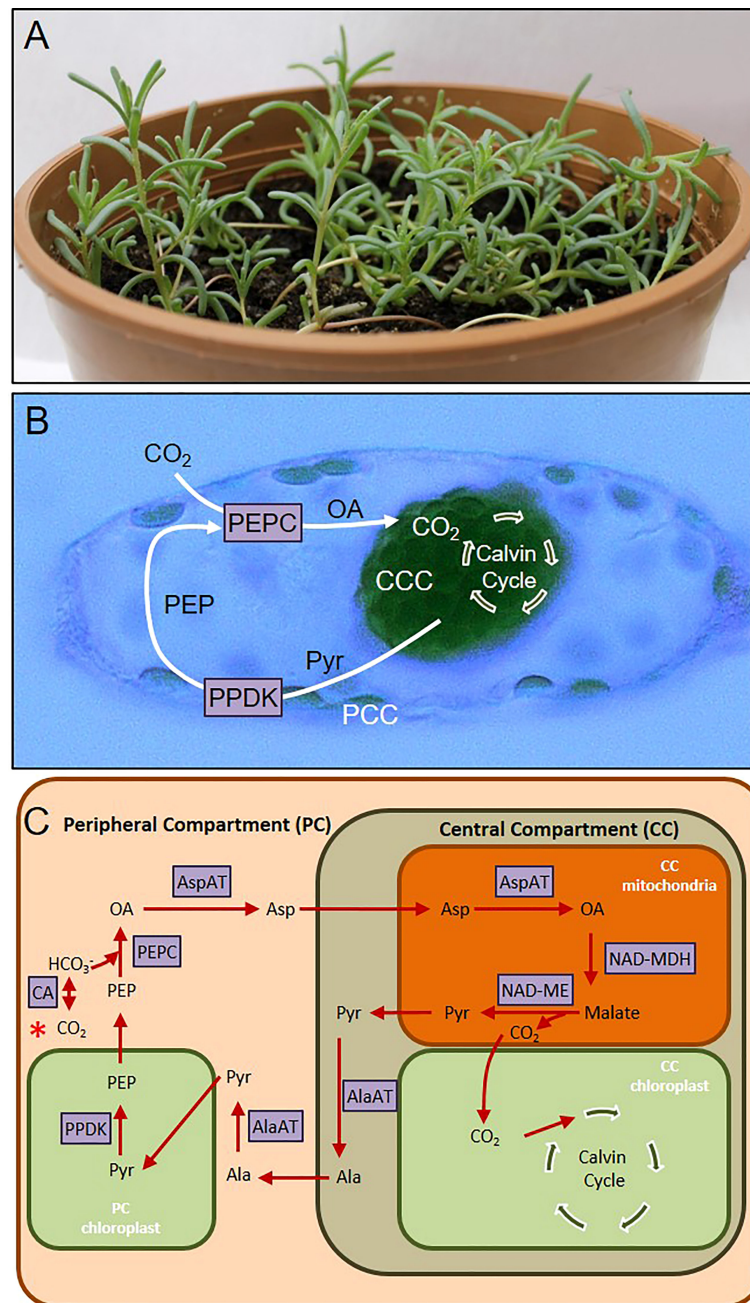 A
B
CO₂
PEPC
OA
CO₂
Calvin
Cycle
CCC
PEP
Pyr
PPDK
PCC
C
Peripheral Compartment (PC)
Central Compartment (CC)
CC
mitochondria
AspAT
AspAT
OA
Asp
Asp
OA
HCO₃⁻
PEPC
NAD-MDH
CA
PEP
NAD-ME
* CO₂
Pyr
Pyr
Malate
CO₂
CC
chloroplast
PEP
Pyr
PPDK
AlaAT
AlaAT
CO₂
Pyr
Ala
Ala
Calvin
Cycle
PC
chloroplast